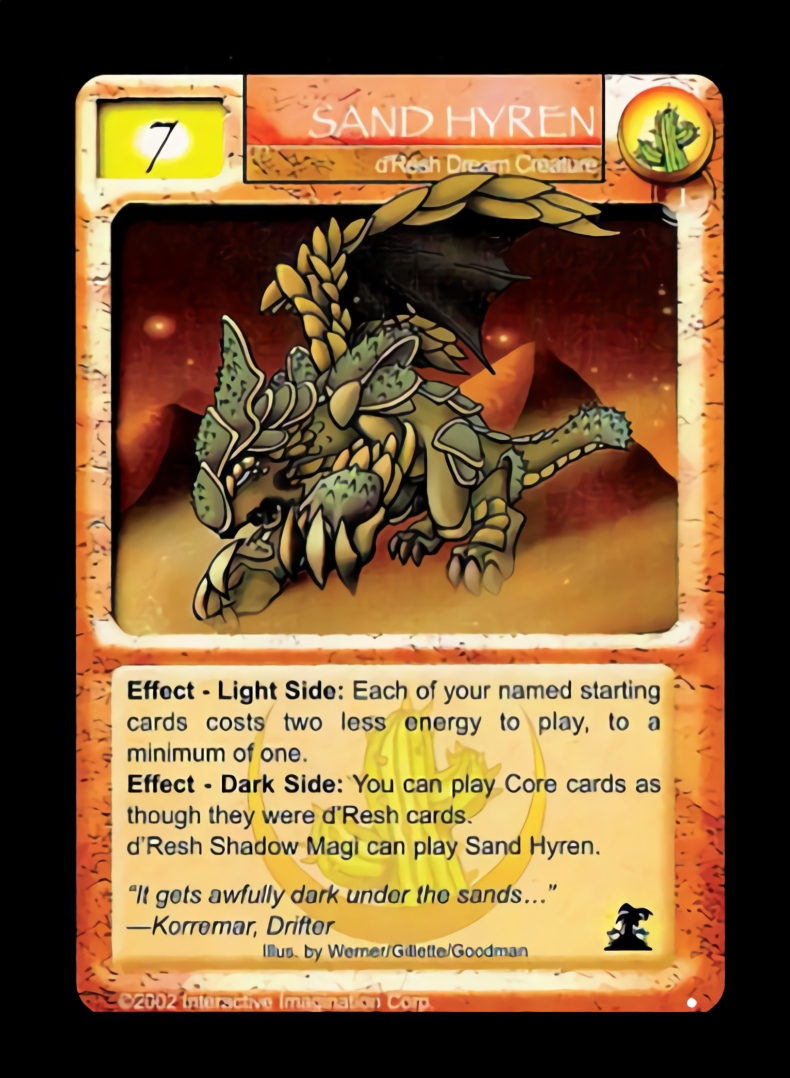 7
SAND HYREN
d'Resh Dream Creature
1
Effect - Light Side: Each of your named starting
cards costs two less energy to play, to a
minimum of one.
Effect - Dark Side: You can play Core cards as
though they were d'Resh cards.
d'Resh Shadow Magi can play Sand Hyren.
"It gets awfully dark under the sands..."
—Korremar, Drifter
Illus. by Werner/Gillette/Goodman
©2002 Interactive Imagination Corp.